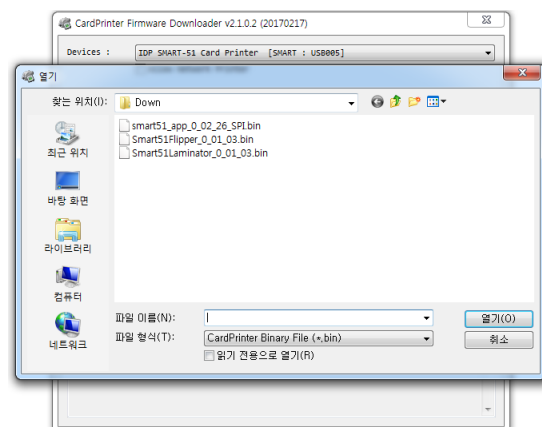 CardPrinter Firmware Downloader v2.1.0.2 (20170217)
Devices : IDP SMART-51 Card Printer [SMART : USB005]
열기
찾는 위치(I): Down
smart51_app_0_02_26_SPI.bin
Smart51Flipper_0_01_03.bin
Smart51Laminator_0_01_03.bin
최근 위치
바탕 화면
라이브러리
컴퓨터
네트워크
파일 이름(N): 열기(O)
파일 형식(T): CardPrinter Binary File (*.bin) 취소
읽기 전용으로 열기(R)